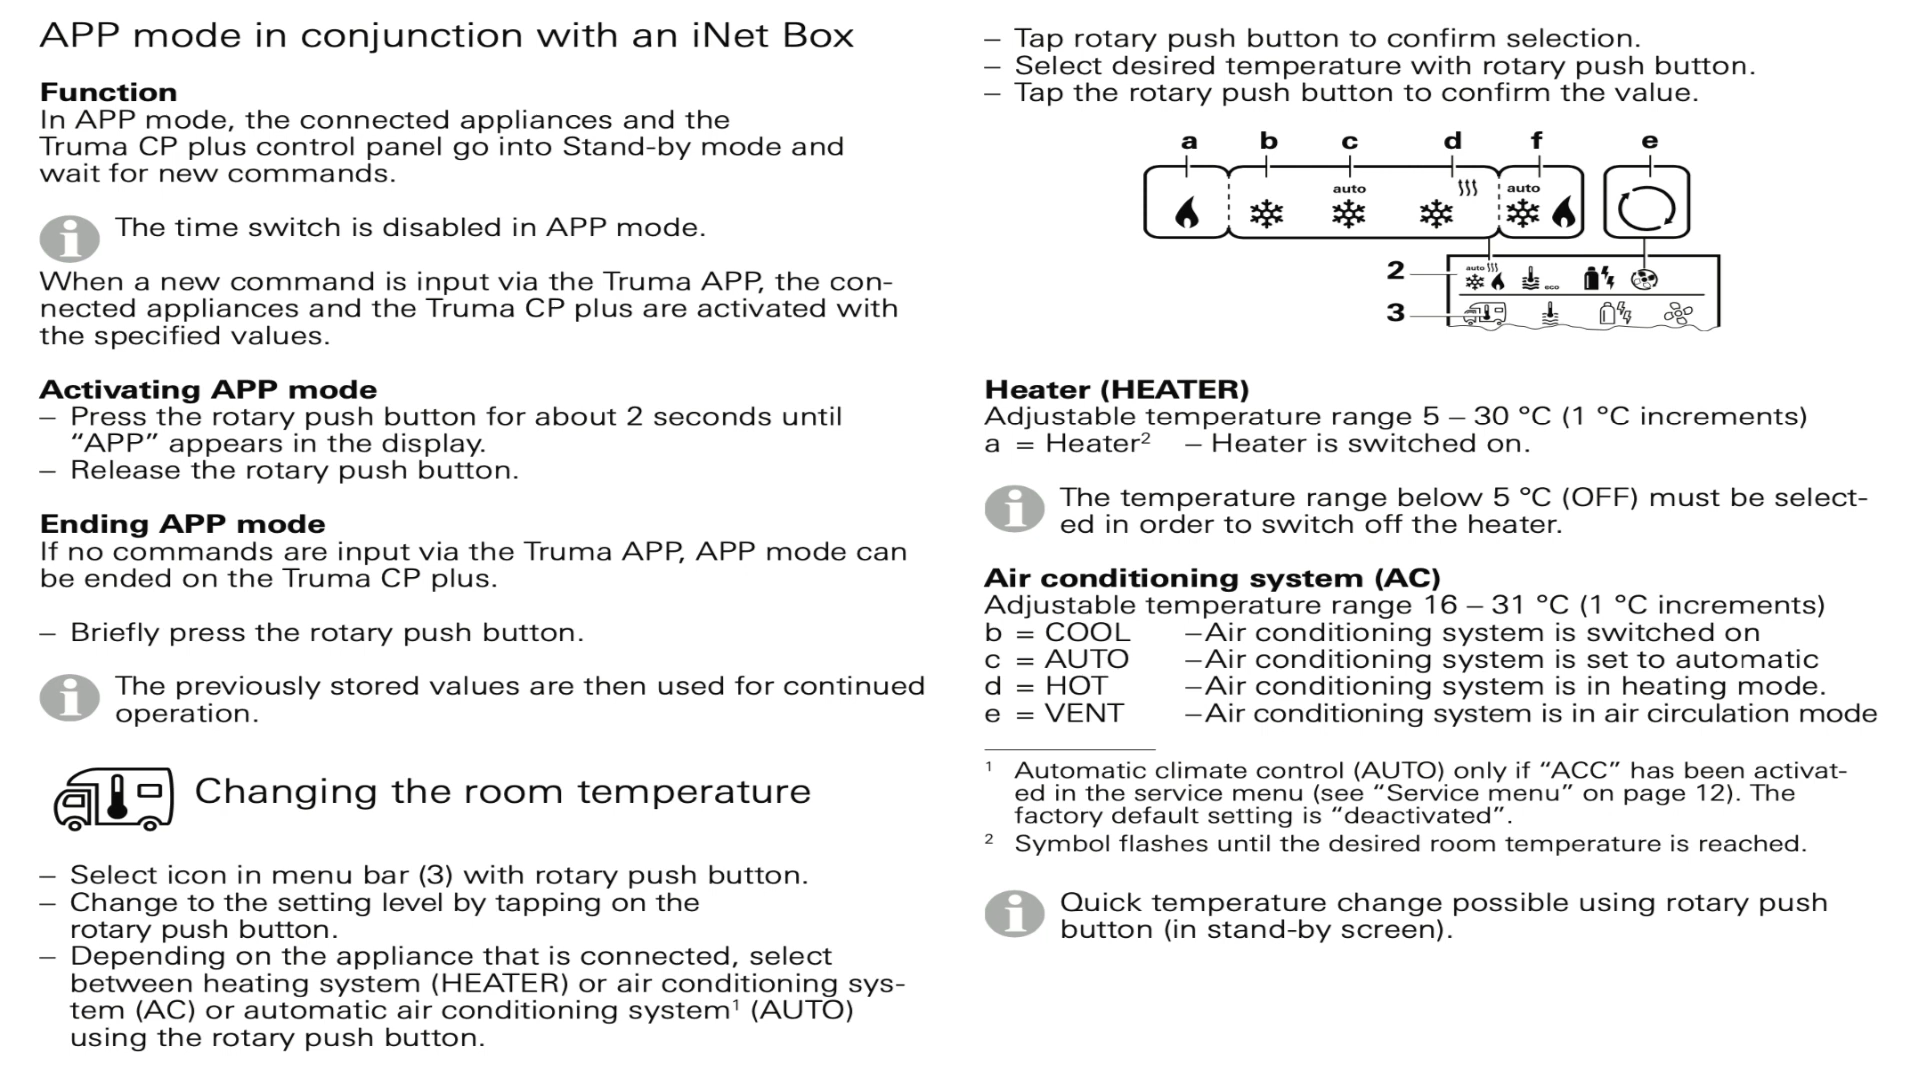 APP mode in conjunction with an iNet Box
Function
In APP mode, the connected appliances and the
Truma CP plus control panel go into Stand-by mode and
wait for new commands.
The time switch is disabled in APP mode.
When a new command is input via the Truma APP, the con-
nected appliances and the Truma CP plus are activated with
the specified values.
Activating APP mode
– Press the rotary push button for about 2 seconds until
“APP” appears in the display.
– Release the rotary push button.
Ending APP mode
If no commands are input via the Truma APP, APP mode can
be ended on the Truma CP plus.
– Briefly press the rotary push button.
The previously stored values are then used for continued
operation.
Changing the room temperature
– Select icon in menu bar (3) with rotary push button.
– Change to the setting level by tapping on the
rotary push button.
– Depending on the appliance that is connected, select
between heating system (HEATER) or air conditioning sys-
tem (AC) or automatic air conditioning system¹ (AUTO)
using the rotary push button.
– Tap rotary push button to confirm selection.
– Select desired temperature with rotary push button.
– Tap the rotary push button to confirm the value.
a b c d f e
auto auto
2 auto eco
3
Heater (HEATER)
Adjustable temperature range 5 – 30 °C (1 °C increments)
a = Heater² – Heater is switched on.
The temperature range below 5 °C (OFF) must be select-
ed in order to switch off the heater.
Air conditioning system (AC)
Adjustable temperature range 16 – 31 °C (1 °C increments)
b = COOL –Air conditioning system is switched on
c = AUTO –Air conditioning system is set to automatic
d = HOT –Air conditioning system is in heating mode.
e = VENT –Air conditioning system is in air circulation mode
¹ Automatic climate control (AUTO) only if “ACC” has been activat-
ed in the service menu (see “Service menu” on page 12). The
factory default setting is “deactivated”.
² Symbol flashes until the desired room temperature is reached.
Quick temperature change possible using rotary push
button (in stand-by screen).